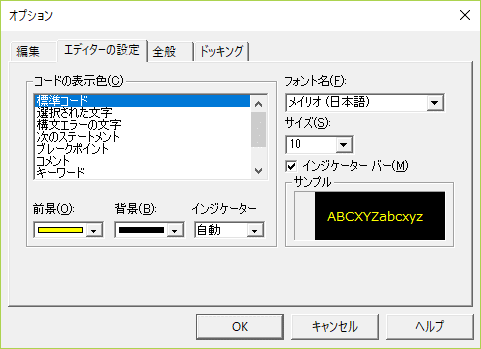 オプション
編集 エディターの設定 全般 ドッキング
コードの表示色(C)
標準コード
選択された文字
構文エラーの文字
次のステートメント
ブレークポイント
コメント
キーワード
前景(O): 背景(B): インジケーター
自動
フォント名(F):
メイリオ (日本語)
サイズ(S):
10
インジケーター バー(M)
サンプル
ABCXYZabcxyz
OK キャンセル ヘルプ